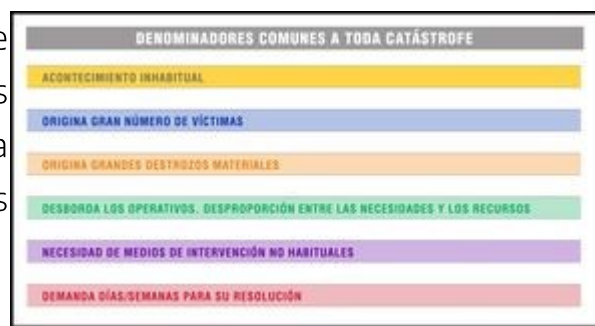 e
s
a
s
DENOMINADORES COMUNES A TODA CATÁSTROFE
ACONTECIMIENTO INHABITUAL
ORIGINA GRAN NÚMERO DE VÍCTIMAS
ORIGINA GRANDES DESTROZOS MATERIALES
DESBORDA LOS OPERATIVOS. DESPROPORCIÓN ENTRE LAS NECESIDADES Y LOS RECURSOS
NECESIDAD DE MEDIOS DE INTERVENCIÓN NO HABITUALES
DEMANDA DÍAS/SEMANAS PARA SU RESOLUCIÓN